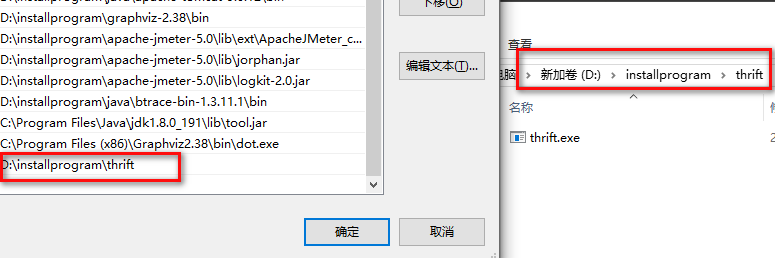 D:\installprogram\graphviz-2.38\bin
D:\installprogram\apache-jmeter-5.0\lib\ext\ApacheJMeter_c...
D:\installprogram\apache-jmeter-5.0\lib\jorphan.jar
D:\installprogram\apache-jmeter-5.0\lib\logkit-2.0.jar
D:\installprogram\java\btrace-bin-1.3.11.1\bin
C:\Program Files\Java\jdk1.8.0_191\lib\tool.jar
C:\Program Files (x86)\Graphviz2.38\bin\dot.exe
D:\installprogram\thrift
下移(O)
编辑文本(T)...
确定
取消
查看
电脑 › 新加卷 (D:) › installprogram › thrift
名称
thrift.exe